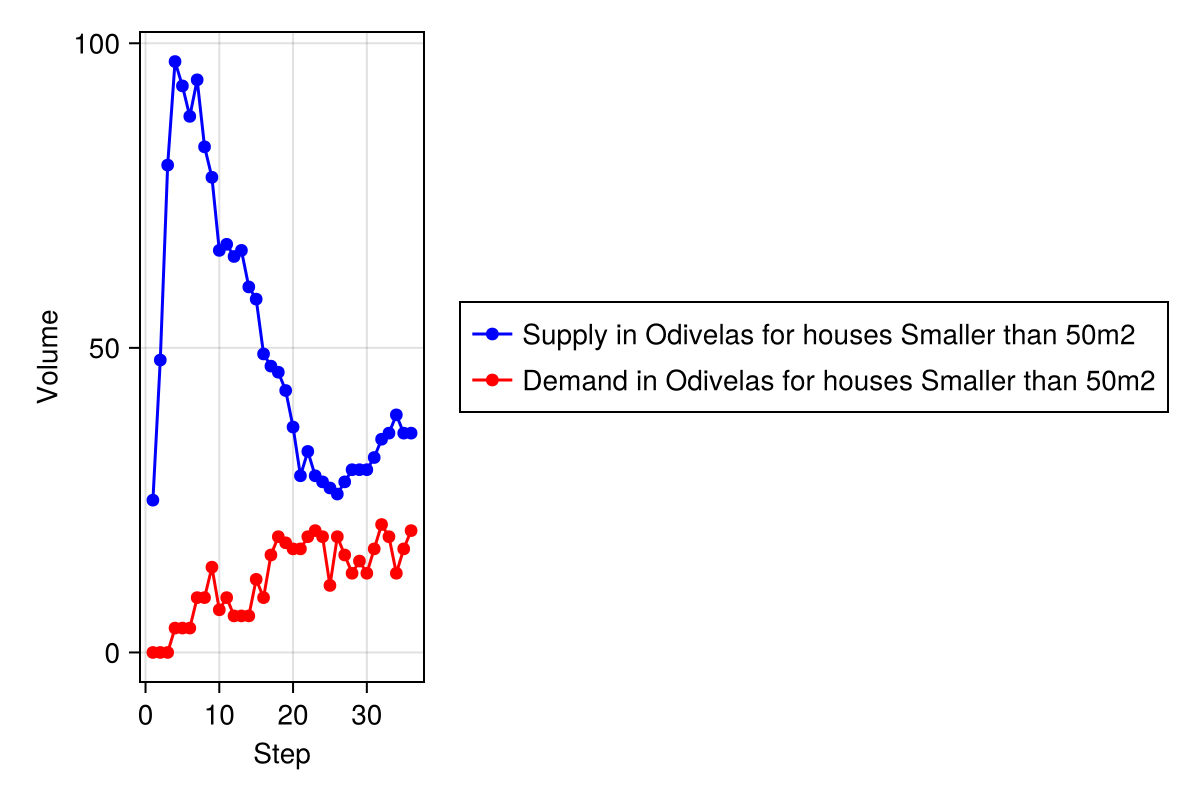 100
50
0
Volume
0 10 20 30
Step
Supply in Odivelas for houses Smaller than 50m2
Demand in Odivelas for houses Smaller than 50m2